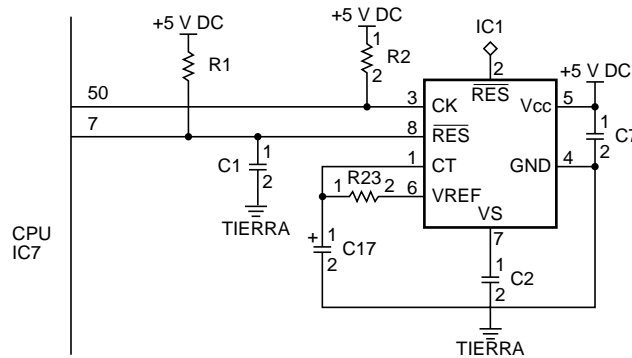 +5 V DC
+5 V DC
IC1
R1
1
R2
2
2
+5 V DC
50
3
CK
RES
Vcc
5
7
8
RES
1
C7
2
C1
1
2
1
CT
GND
4
1
R23
2
6
VREF
TIERRA
VS
7
CPU
IC7
+
1
C17
2
1
C2
2
TIERRA